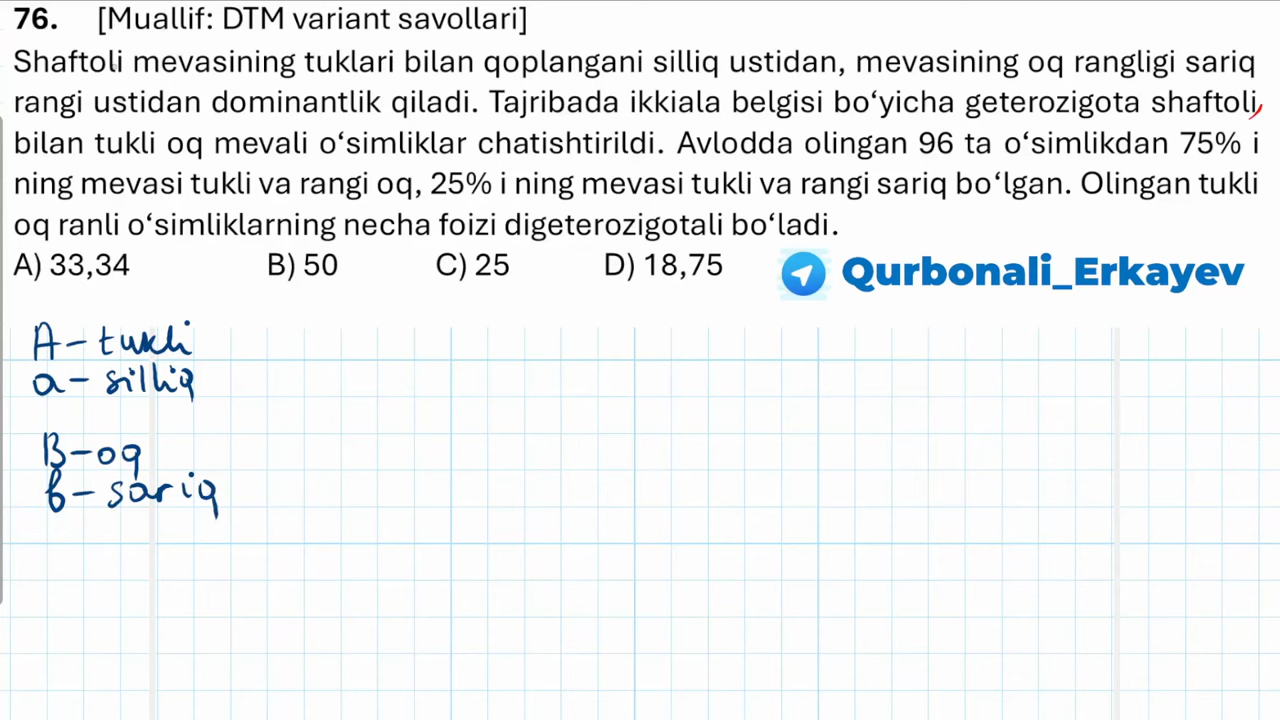 76. [Muallif: DTM variant savollari]
Shaftoli mevasining tuklari bilan qoplangani silliq ustidan, mevasining oq rangligi sariq
rangi ustidan dominantlik qiladi. Tajribada ikkiala belgisi bo‘yicha geterozigota shaftoli
bilan tukli oq mevali o‘simliklar chatishtirildi. Avlodda olingan 96 ta o‘simlikdan 75% i
ning mevasi tukli va rangi oq, 25% i ning mevasi tukli va rangi sariq bo‘lgan. Olingan tukli
oq ranli o‘simliklarning necha foizi digeterozigotali bo‘ladi.
A) 33,34 B) 50 C) 25 D) 18,75 Qurbonali_Erkayev
A– tukli
a– silliq
B–oq
b– sariq